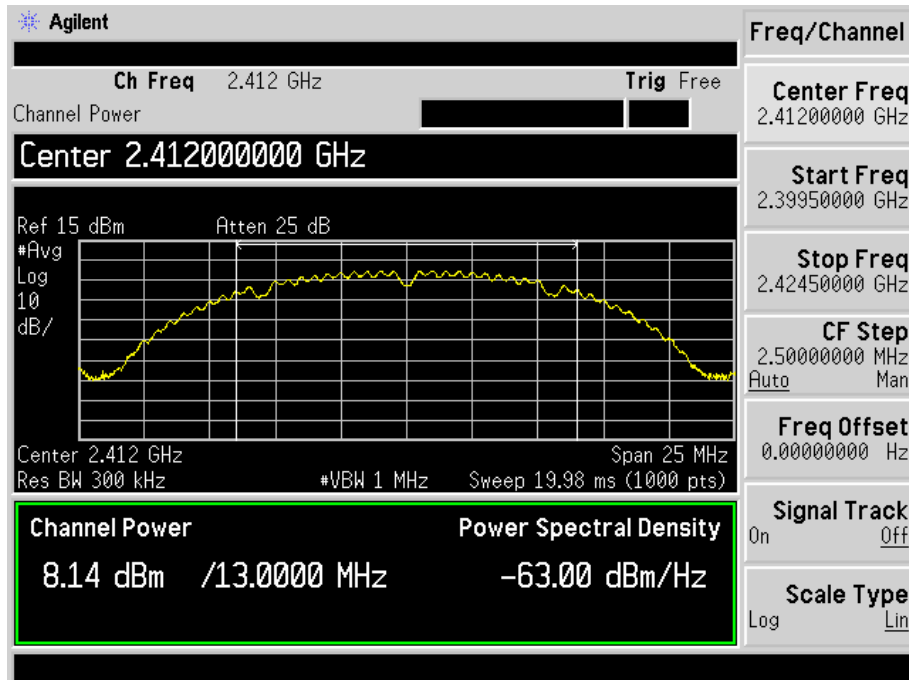 Agilent
Freq/Channel
Ch Freq 2.412 GHz Trig Free
Channel Power
Center 2.412000000 GHz
Ref 15 dBm Atten 25 dB
#Avg
Log
10
dB/
Center 2.412 GHz Span 25 MHz
Res BW 300 kHz #VBW 1 MHz Sweep 19.98 ms (1000 pts)
Channel Power Power Spectral Density
8.14 dBm /13.0000 MHz -63.00 dBm/Hz
Center Freq
2.41200000 GHz
Start Freq
2.39950000 GHz
Stop Freq
2.42450000 GHz
CF Step
2.50000000 MHz
Auto Man
Freq Offset
0.00000000 Hz
Signal Track
On Off
Scale Type
Log Lin